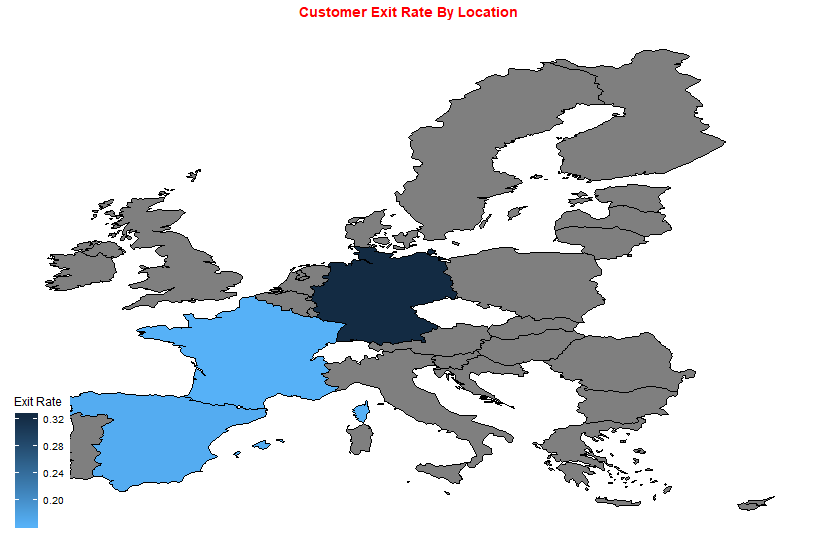 Customer Exit Rate By Location
Exit Rate
0.32
0.28
0.24
0.20